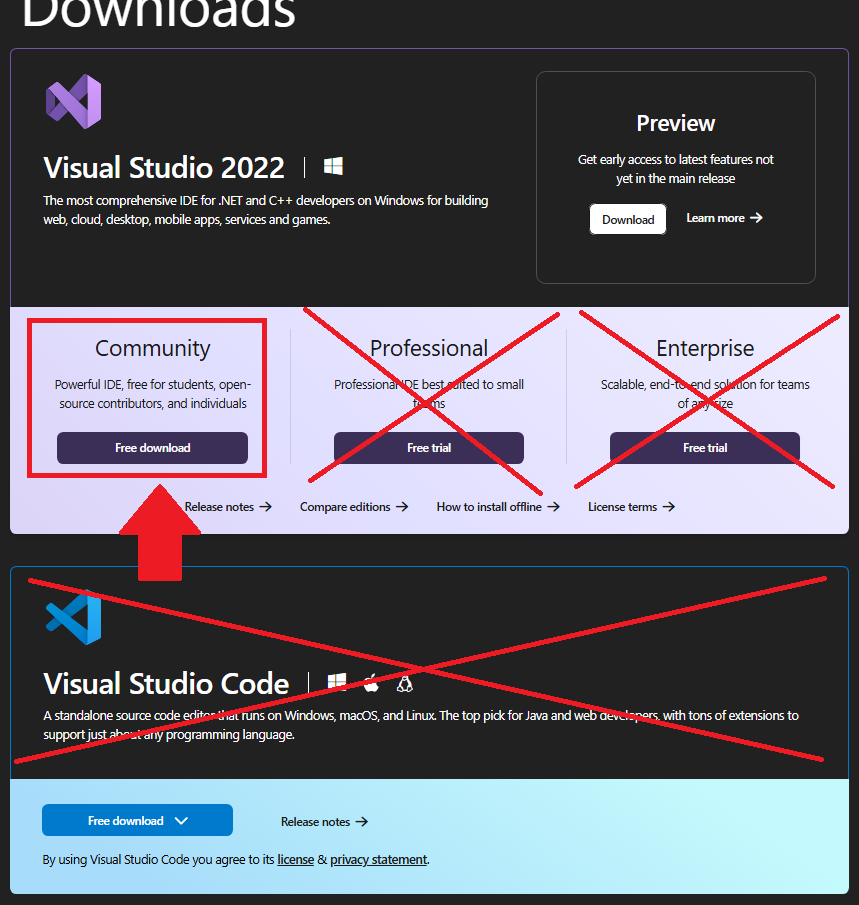 Downloads
Visual Studio 2022
The most comprehensive IDE for .NET and C++ developers on Windows for building
web, cloud, desktop, mobile apps, services and games.
Preview
Get early access to latest features not
yet in the main release
Download
Learn more
Community
Powerful IDE, free for students, open-
source contributors, and individuals
Free download
Professional
Professional IDE best suited to small
teams
Free trial
Enterprise
Scalable, end-to-end solution for teams
of any size
Free trial
Release notes
Compare editions
How to install offline
License terms
Visual Studio Code
A standalone source code editor that runs on Windows, macOS, and Linux. The top pick for Java and web developers, with tons of extensions to
support just about any programming language.
Free download
Release notes
By using Visual Studio Code you agree to its license & privacy statement.